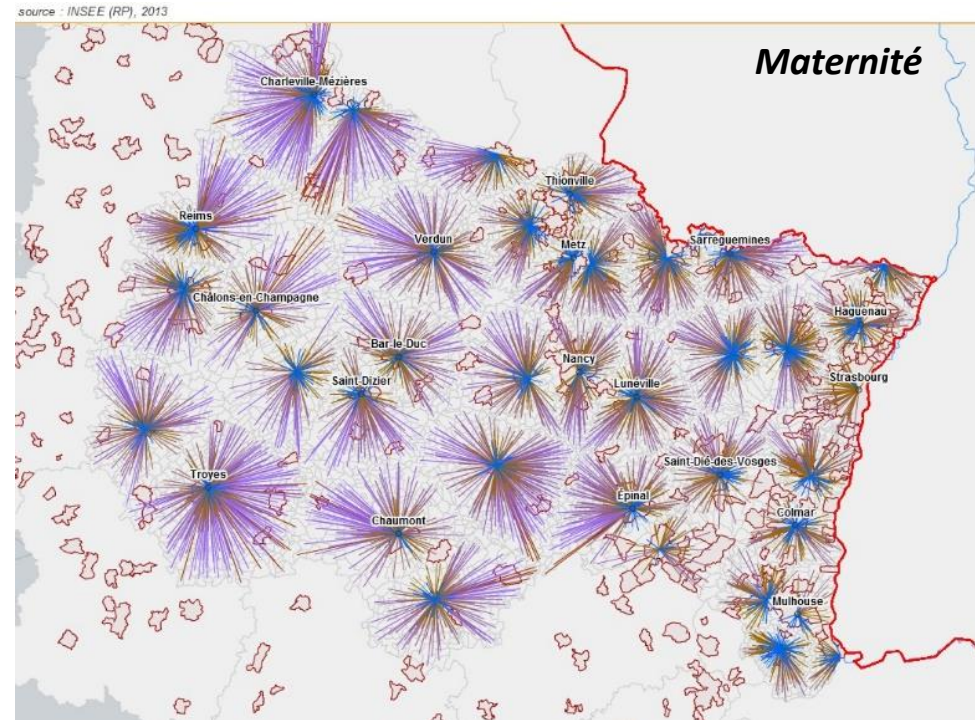 source : INSEE (RP), 2013
Maternité
Charleville-Mézières
Thionville
Reims
Verdun
Metz
Sarreguemines
Châlons-en-Champagne
Haguenau
Bar-le-Duc
Nancy
Saint-Dizier
Lunéville
Strasbourg
Troyes
Saint-Dié-des-Vosges
Épinal
Chaumont
Colmar
Mulhouse